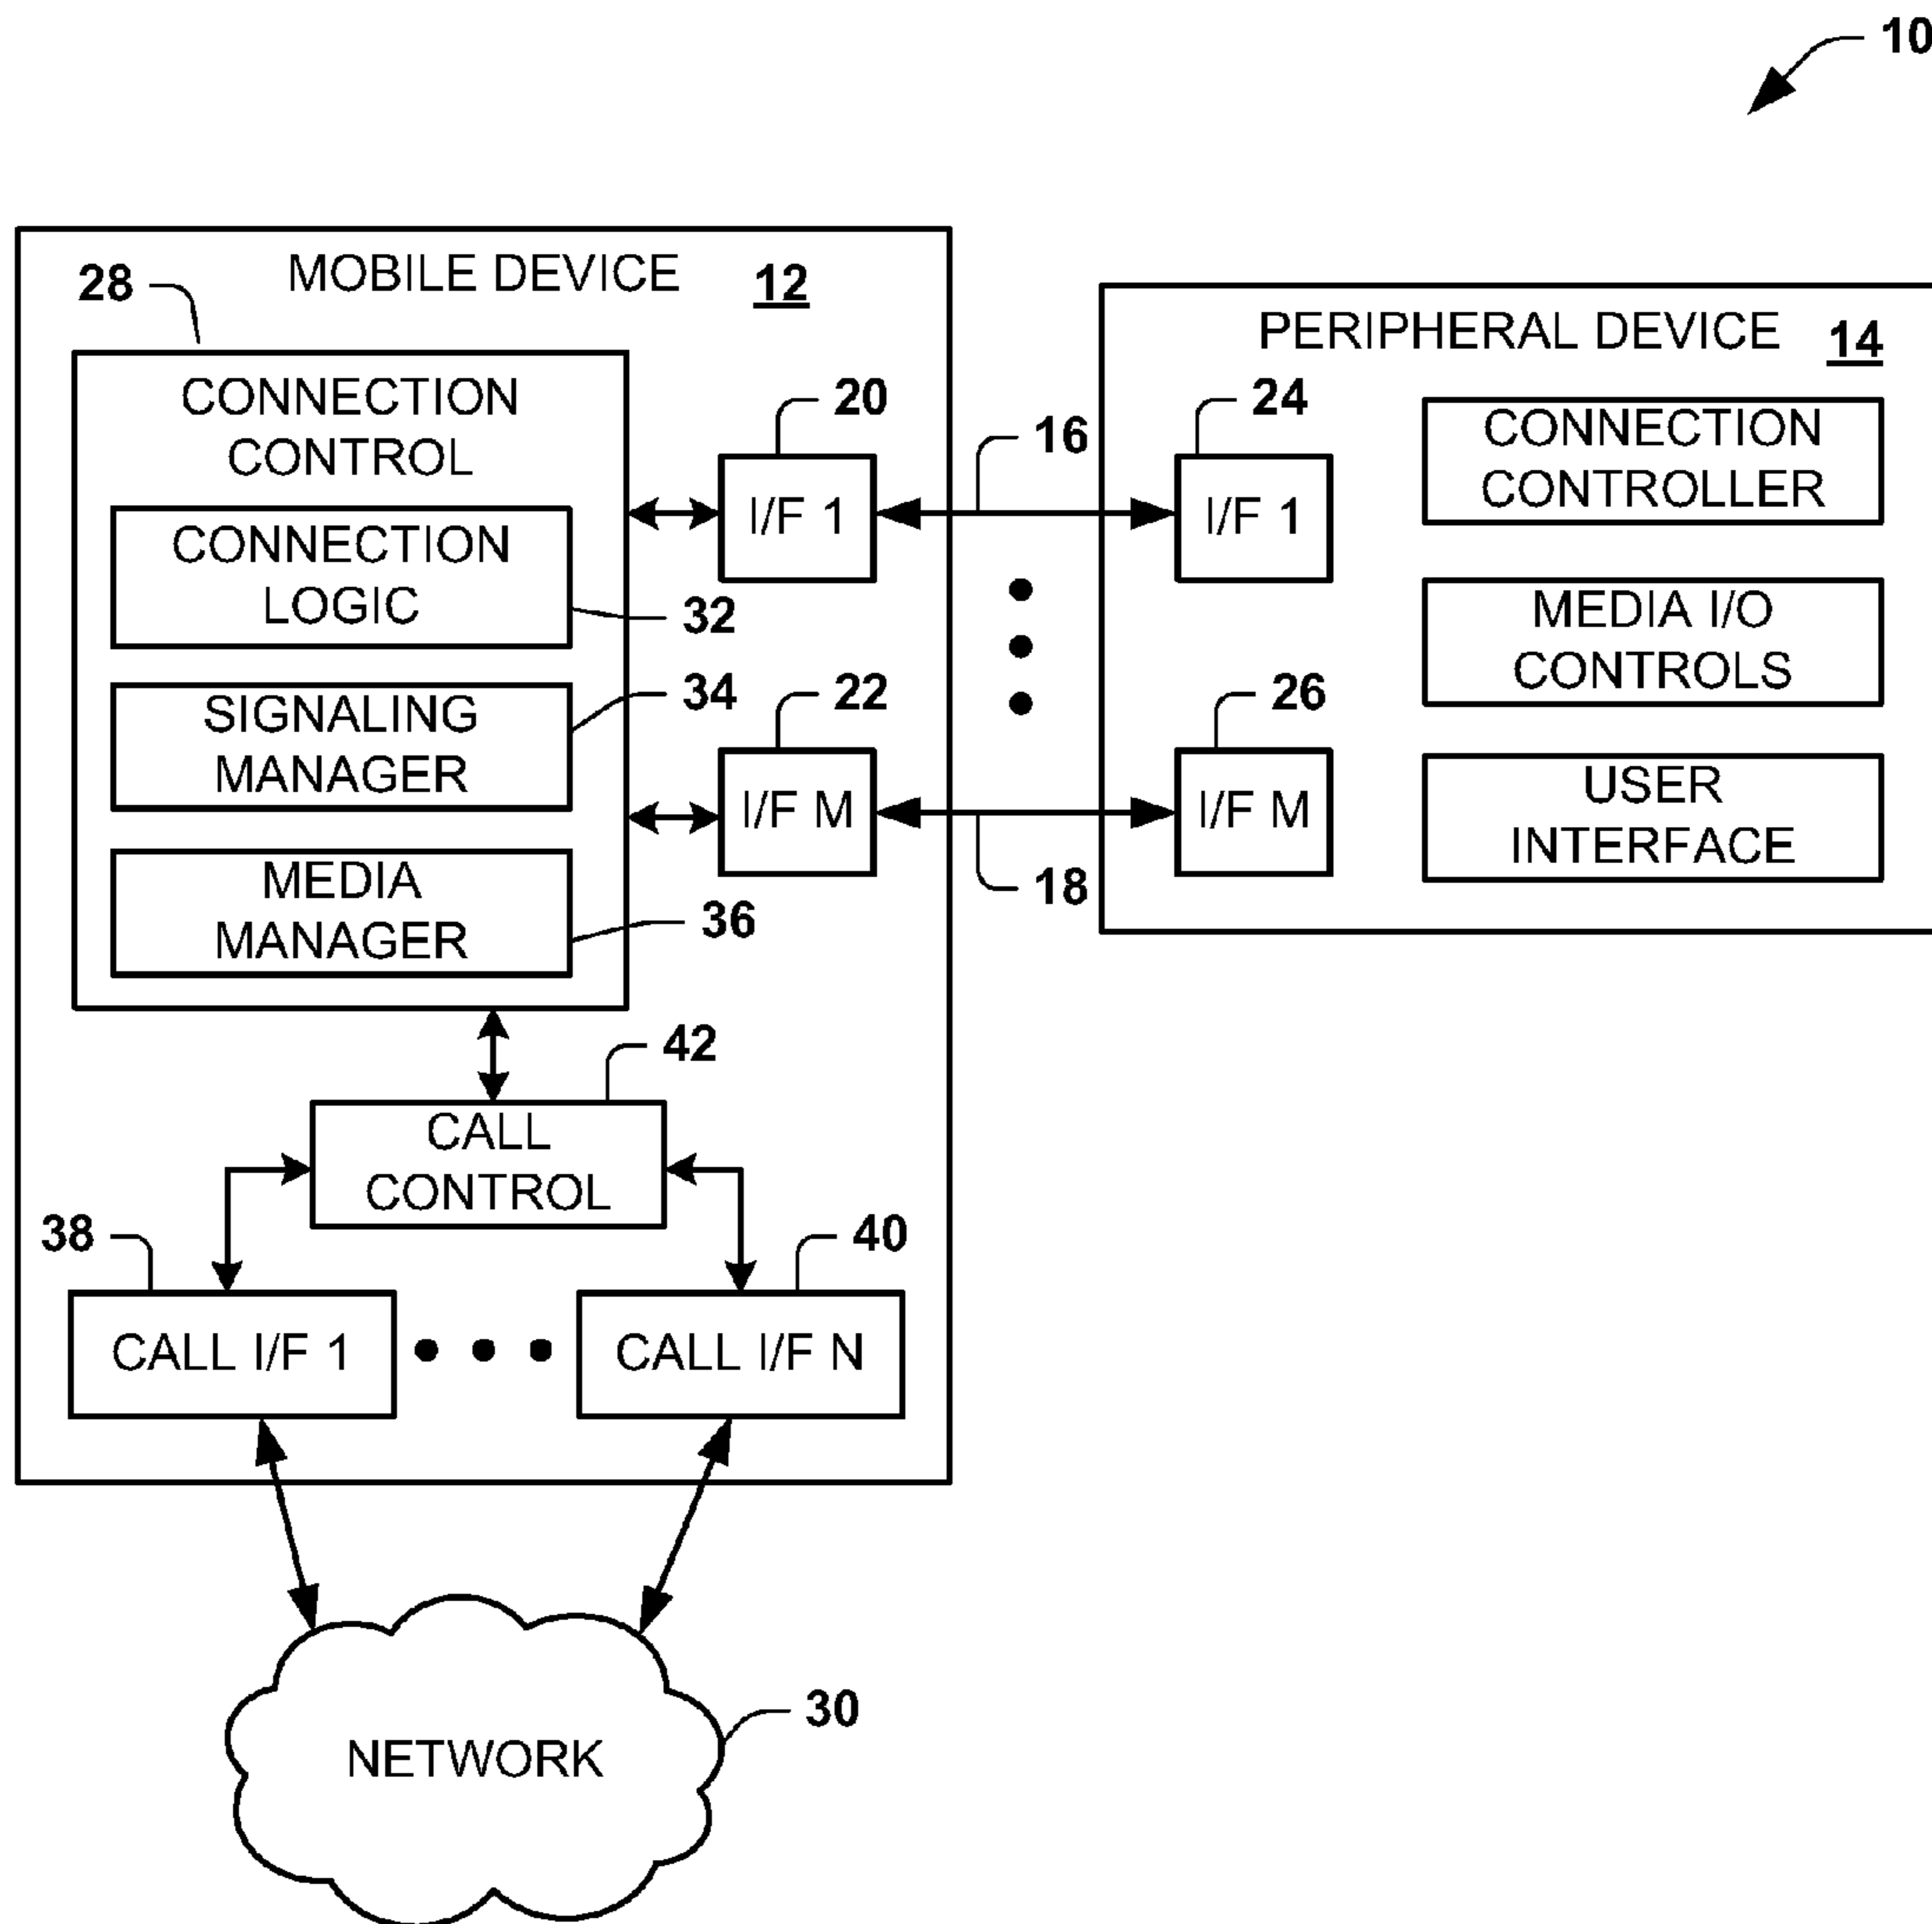 10
MOBILE DEVICE 12
28
CONNECTION
CONTROL
CONNECTION
LOGIC
32
SIGNALING
MANAGER
34
MEDIA
MANAGER
36
20
I/F 1
22
I/F M
16
18
PERIPHERAL DEVICE 14
24
I/F 1
26
I/F M
CONNECTION
CONTROLLER
MEDIA I/O
CONTROLS
USER
INTERFACE
42
CALL
CONTROL
38
CALL I/F 1
40
CALL I/F N
NETWORK
30